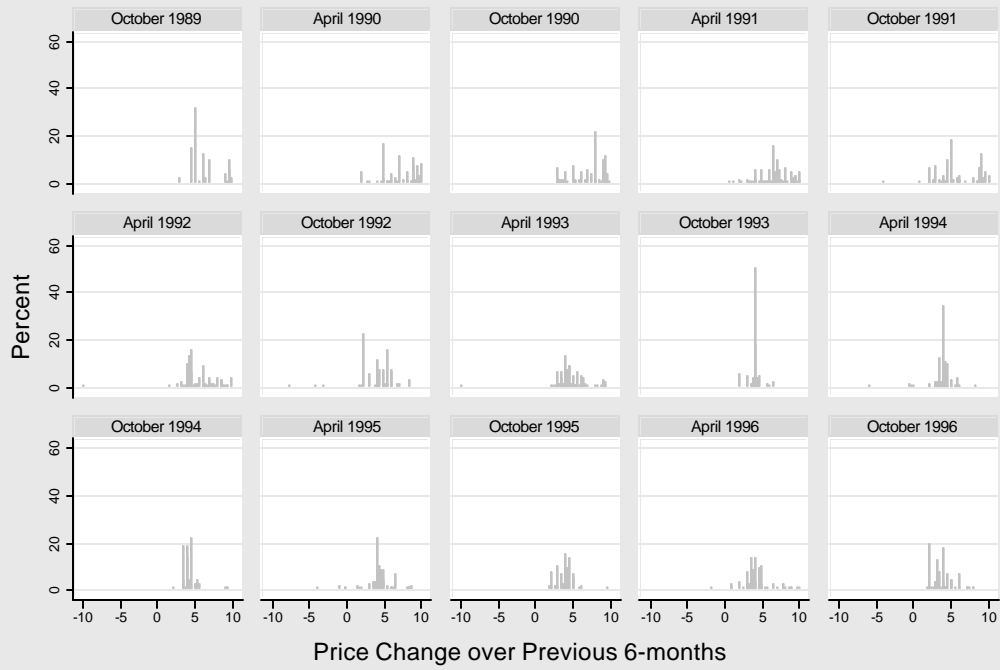 October 1989 April 1990 October 1990 April 1991 October 1991
60
40
20
0
April 1992 October 1992 April 1993 October 1993 April 1994
60
40
20
0
Percent
October 1994 April 1995 October 1995 April 1996 October 1996
60
40
20
0
-10 -5 0 5 10 -10 -5 0 5 10 -10 -5 0 5 10 -10 -5 0 5 10 -10 -5 0 5 10
Price Change over Previous 6-months